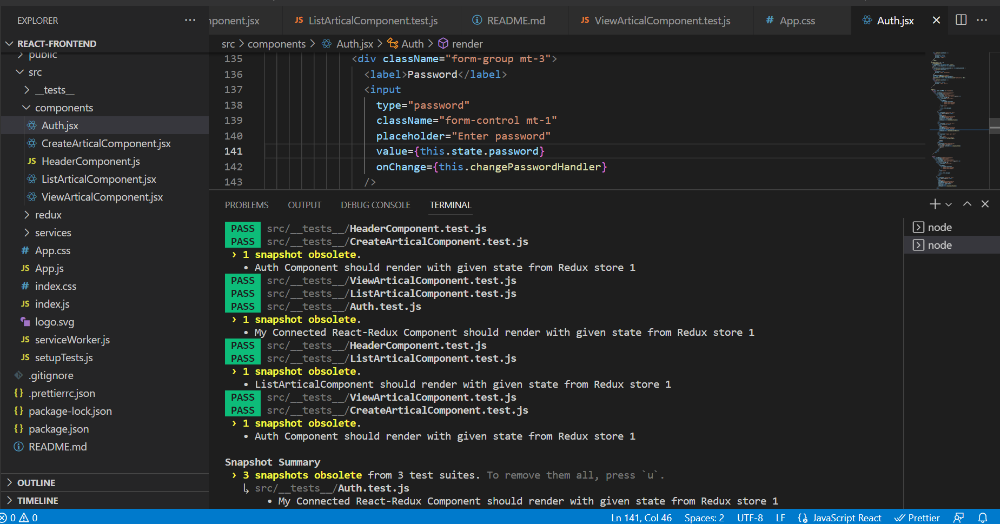 EXPLORER
REACT-FRONTEND
public
src
__tests__
components
Auth.jsx
CreateArticalComponent.jsx
JS HeaderComponent.js
ListArticalComponent.jsx
ViewArticalComponent.jsx
redux
services
# App.css
JS App.js
# index.css
JS index.js
logo.svg
JS serviceWorker.js
JS setupTests.js
.gitignore
{} .prettierrc.json
{} package-lock.json
{} package.json
README.md
OUTLINE
TIMELINE
ponent.jsx JS ListArticalComponent.test.js README.md JS ViewArticalComponent.test.js # App.css Auth.jsx
src > components > Auth.jsx > Auth > render
135 <div className="form-group mt-3">
136 <label>Password</label>
137 <input
138 type="password"
139 className="form-control mt-1"
140 placeholder="Enter password"
141 value={this.state.password}
142 onChange={this.changePasswordHandler}
143 />
PROBLEMS OUTPUT DEBUG CONSOLE TERMINAL
PASS src/__tests__/HeaderComponent.test.js
PASS src/__tests__/CreateArticalComponent.test.js
› 1 snapshot obsolete.
• Auth Component should render with given state from Redux store 1
PASS src/__tests__/ViewArticalComponent.test.js
PASS src/__tests__/ListArticalComponent.test.js
PASS src/__tests__/Auth.test.js
› 1 snapshot obsolete.
• My Connected React-Redux Component should render with given state from Redux store 1
PASS src/__tests__/HeaderComponent.test.js
PASS src/__tests__/ListArticalComponent.test.js
› 1 snapshot obsolete.
• ListArticalComponent should render with given state from Redux store 1
PASS src/__tests__/ViewArticalComponent.test.js
PASS src/__tests__/CreateArticalComponent.test.js
› 1 snapshot obsolete.
• Auth Component should render with given state from Redux store 1
Snapshot Summary
› 3 snapshots obsolete from 3 test suites. To remove them all, press `u`.
↳ src/__tests__/Auth.test.js
• My Connected React-Redux Component should render with given state from Redux store 1
node
node
0 0 Ln 141, Col 46 Spaces: 2 UTF-8 LF JavaScript React Prettier